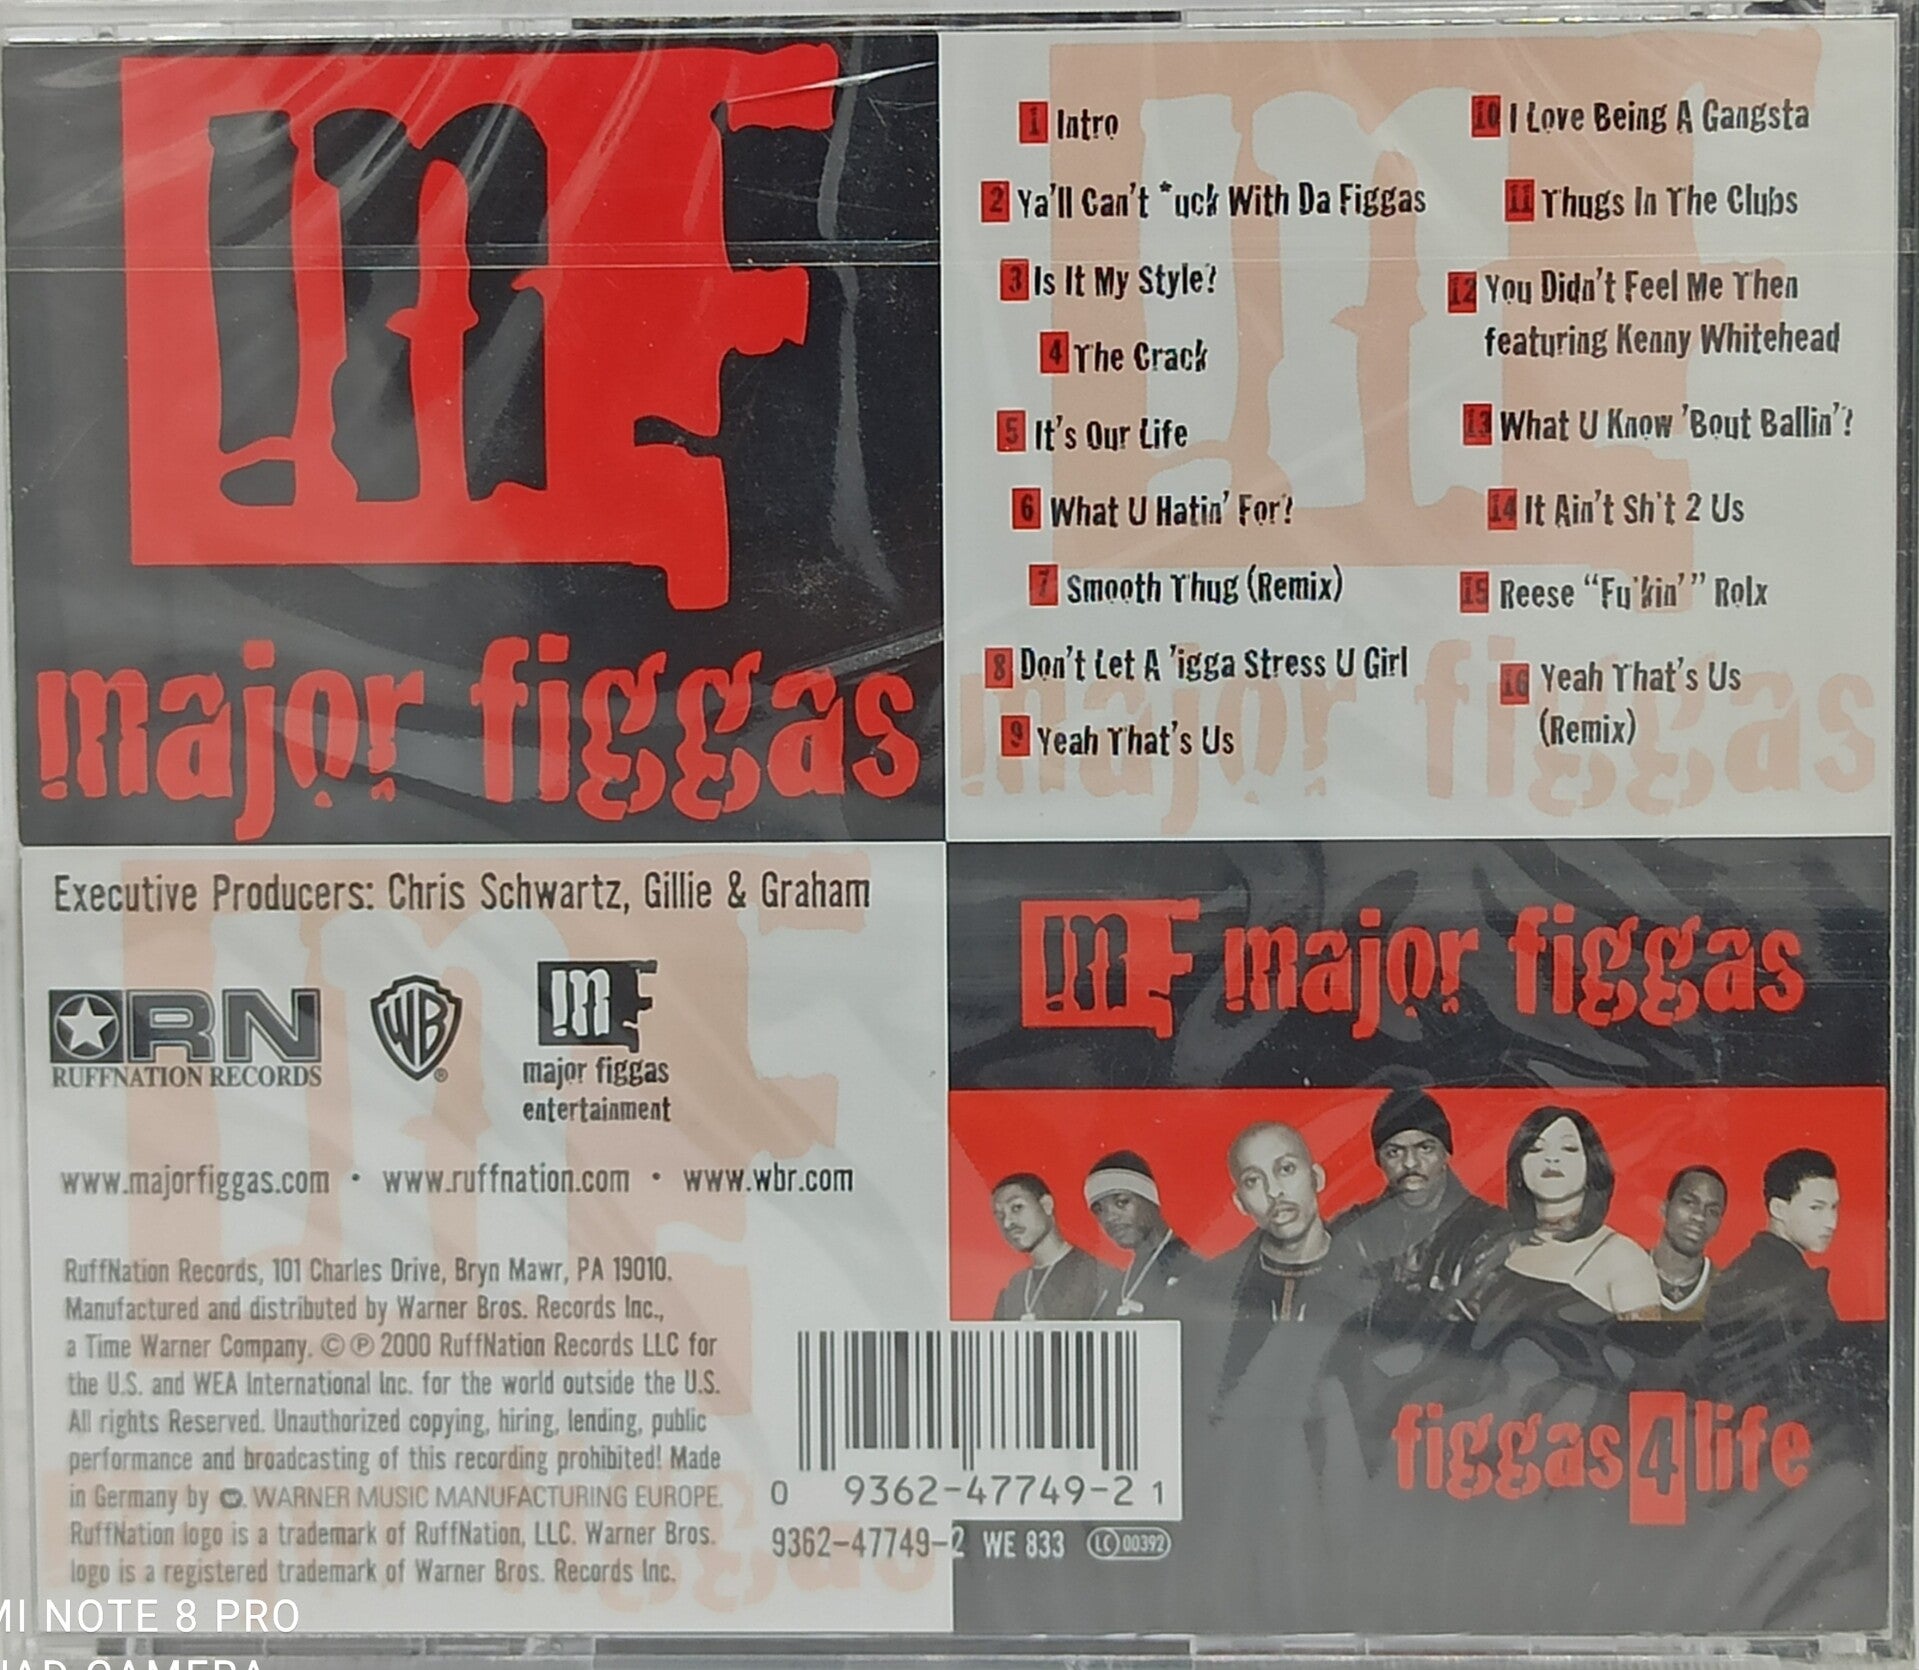 mF
major figgas
1 Intro
2 Ya'll Can't *uck With Da Figgas
3 Is It My Style?
4 The Crack
5 It's Our Life
6 What U Hatin' For?
7 Smooth Thug (Remix)
8 Don't Let A 'igga Stress U Girl
9 Yeah That's Us
10 I Love Being A Gangsta
11 Thugs In The Clubs
12 You Didn't Feel Me Then
featuring Kenny Whitehead
13 What U Know 'Bout Ballin'?
14 It Ain't Sh't 2 Us
15 Reese “Fu'kin'” Rolx
16 Yeah That's Us
(Remix)
major figgas
Executive Producers: Chris Schwartz, Gillie & Graham
RN
RUFFNATION RECORDS
WB ®
mF
major figgas
entertainment
www.majorfiggas.com • www.ruffnation.com • www.wbr.com
RuffNation Records, 101 Charles Drive, Bryn Mawr, PA 19010.
Manufactured and distributed by Warner Bros. Records Inc.,
a Time Warner Company. © ℗ 2000 RuffNation Records LLC for
the U.S. and WEA International Inc. for the world outside the U.S.
All rights Reserved. Unauthorized copying, hiring, lending, public
performance and broadcasting of this recording prohibited! Made
in Germany by WARNER MUSIC MANUFACTURING EUROPE.
RuffNation logo is a trademark of RuffNation, LLC. Warner Bros.
logo is a registered trademark of Warner Bros. Records Inc.
mF major figgas
figgas 4 life
0 9362-47749-2 1
9362-47749-2 WE 833 LC 00392
MI NOTE 8 PRO
UAD CAMERA